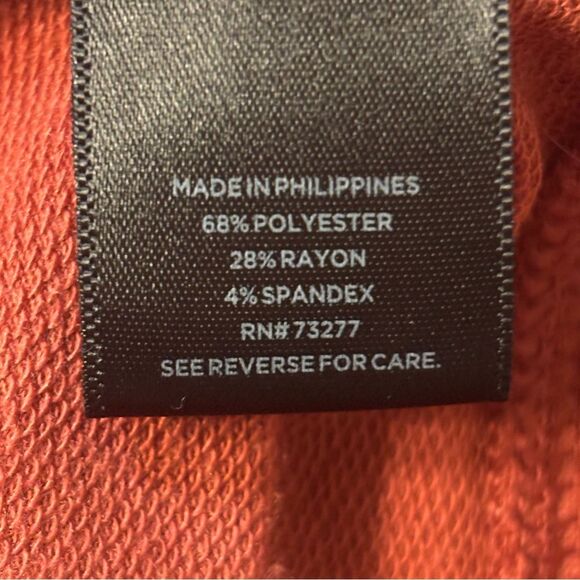 MADE IN PHILIPPINES
68% POLYESTER
28% RAYON
4% SPANDEX
RN# 73277
SEE REVERSE FOR CARE.